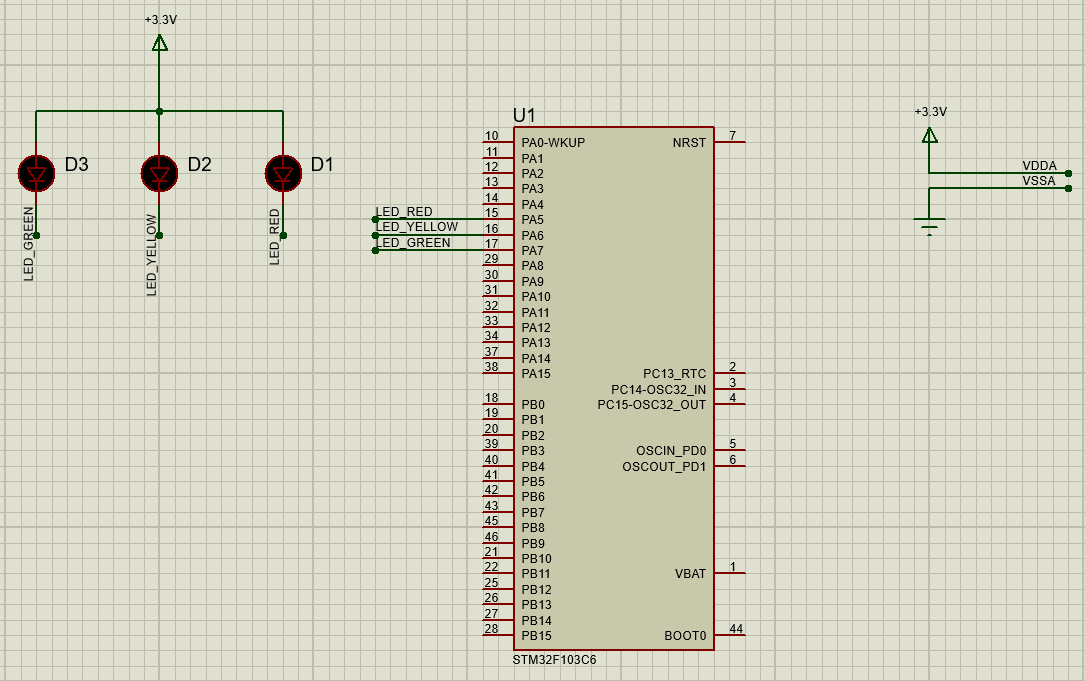 +3.3V
D3
D2
D1
LED_GREEN
LED_YELLOW
LED_RED
LED_RED
LED_YELLOW
LED_GREEN
U1
10 PA0-WKUP
11 PA1
12 PA2
13 PA3
14 PA4
15 PA5
16 PA6
17 PA7
29 PA8
30 PA9
31 PA10
32 PA11
33 PA12
34 PA13
37 PA14
38 PA15
18 PB0
19 PB1
20 PB2
39 PB3
40 PB4
41 PB5
42 PB6
43 PB7
45 PB8
46 PB9
21 PB10
22 PB11
25 PB12
26 PB13
27 PB14
28 PB15
NRST 7
PC13_RTC 2
PC14-OSC32_IN 3
PC15-OSC32_OUT 4
OSCIN_PD0 5
OSCOUT_PD1 6
VBAT 1
BOOT0 44
STM32F103C6
+3.3V
VDDA
VSSA